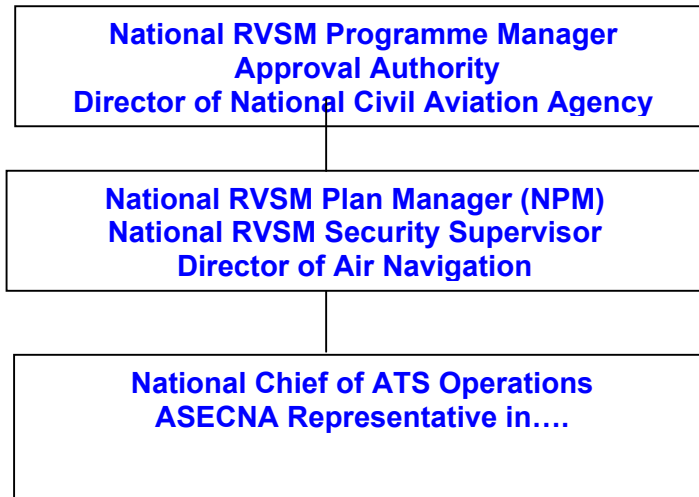 National RVSM Programme Manager
Approval Authority
Director of National Civil Aviation Agency
National RVSM Plan Manager (NPM)
National RVSM Security Supervisor
Director of Air Navigation
National Chief of ATS Operations
ASECNA Representative in....